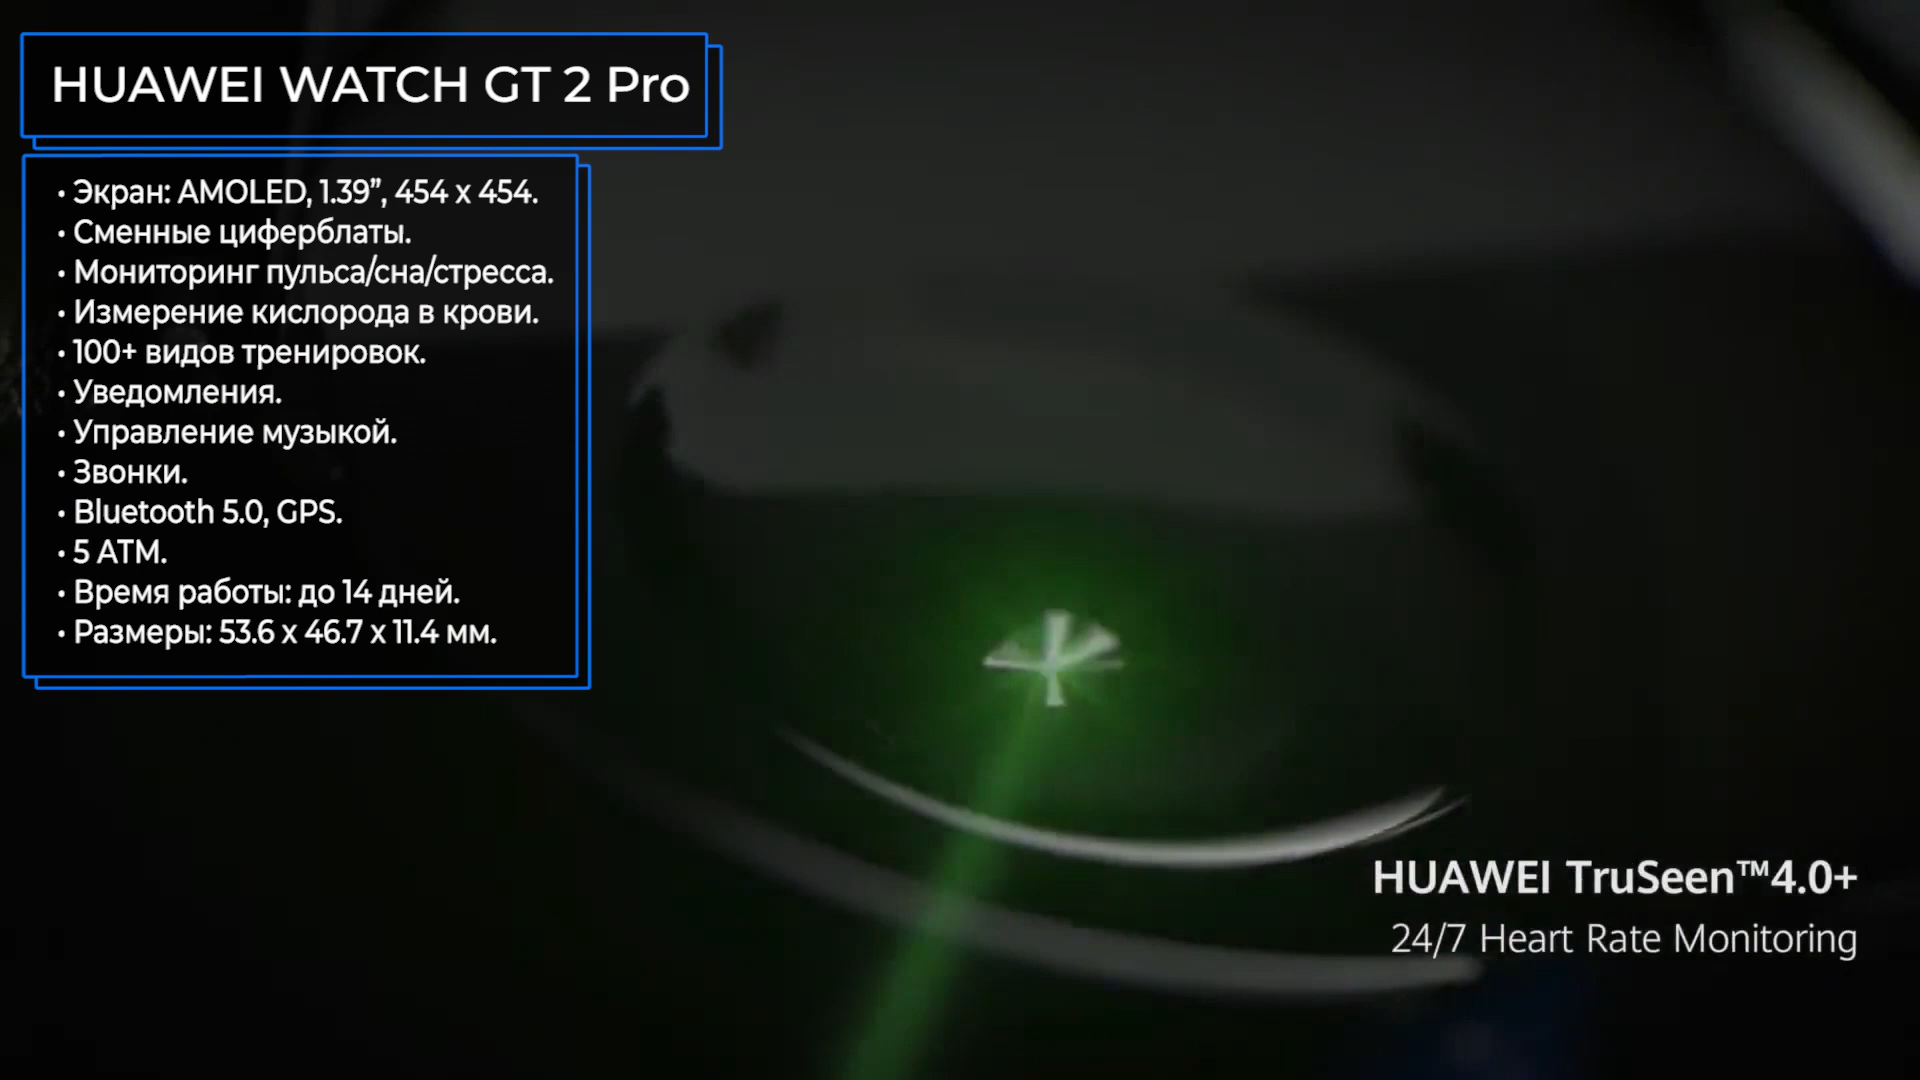 HUAWEI WATCH GT 2 Pro
• Экран: AMOLED, 1.39”, 454 x 454.
• Сменные циферблаты.
• Мониторинг пульса/сна/стресса.
• Измерение кислорода в крови.
• 100+ видов тренировок.
• Уведомления.
• Управление музыкой.
• Звонки.
• Bluetooth 5.0, GPS.
• 5 ATM.
• Время работы: до 14 дней.
• Размеры: 53.6 x 46.7 x 11.4 мм.
HUAWEI TruSeen™4.0+
24/7 Heart Rate Monitoring